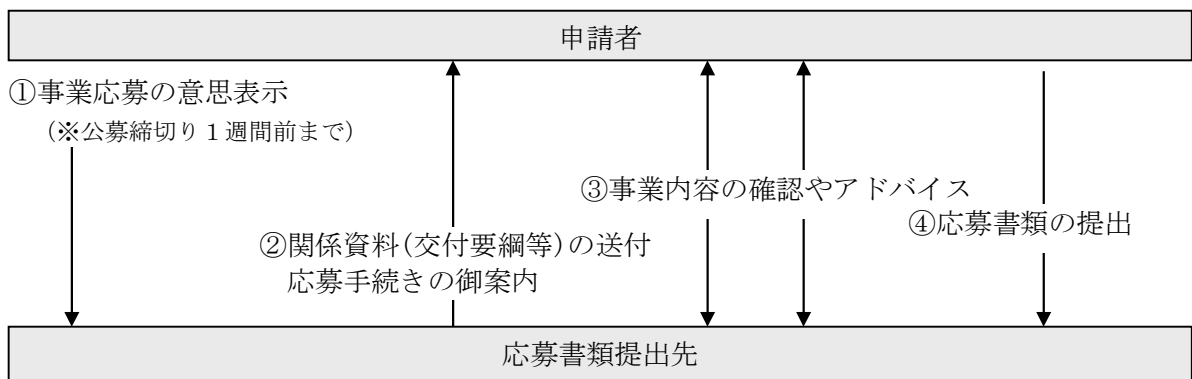 申請者
①事業応募の意思表示
（※公募締切り１週間前まで）
②関係資料(交付要綱等)の送付
応募手続きの御案内
③事業内容の確認やアドバイス
④応募書類の提出
応募書類提出先